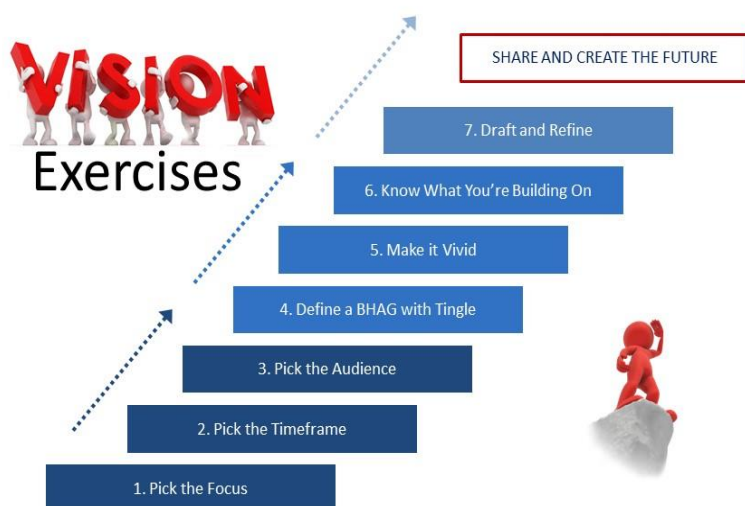 VISION
Exercises
SHARE AND CREATE THE FUTURE
7. Draft and Refine
6. Know What You’re Building On
5. Make it Vivid
4. Define a BHAG with Tingle
3. Pick the Audience
2. Pick the Timeframe
1. Pick the Focus